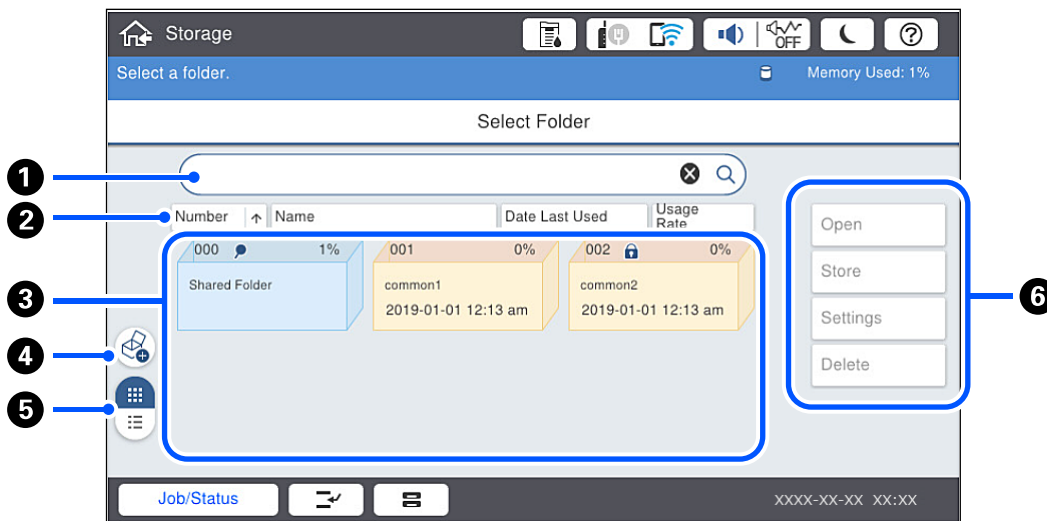 Storage
OFF
Select a folder.
Memory Used: 1%
Select Folder
1
2
Number
Name
Date Last Used
Usage
Rate
Open
000
1%
001
0%
002
0%
Shared Folder
common1
common2
2019-01-01 12:13 am
2019-01-01 12:13 am
Store
3
6
Settings
4
Delete
5
Job/Status
XXXX-XX-XX XX:XX